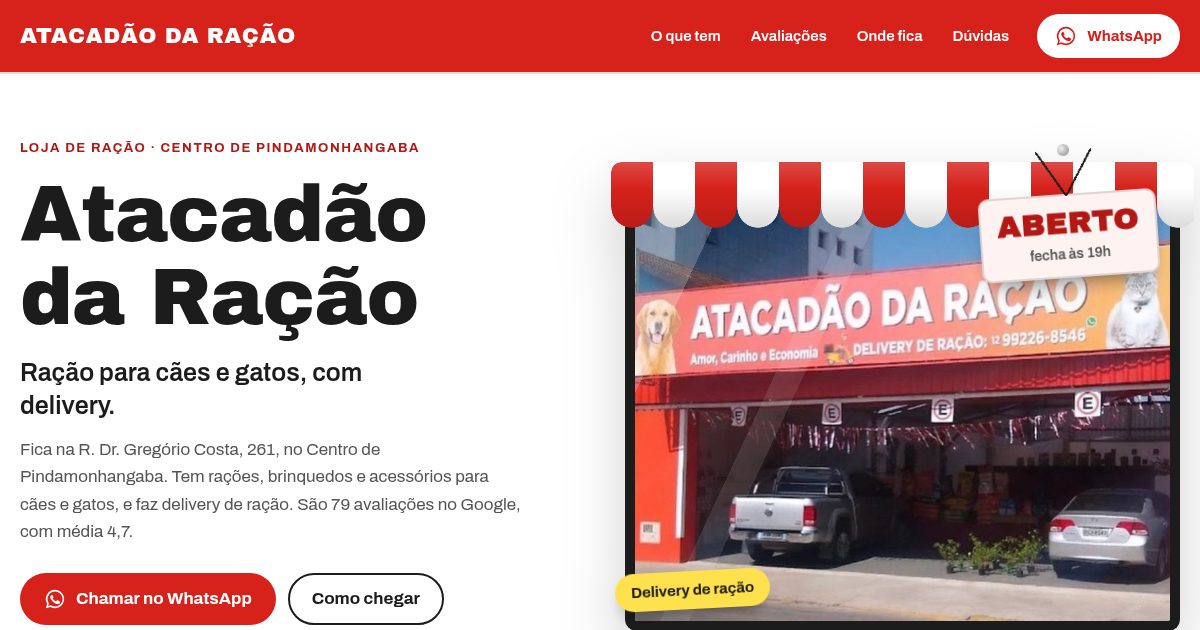 ATACADÃO DA RAÇÃO
O que tem
Avaliações
Onde fica
Dúvidas
WhatsApp
LOJA DE RAÇÃO · CENTRO DE PINDAMONHANGABA
Atacadão
da Ração
Ração para cães e gatos, com
delivery.
Fica na R. Dr. Gregório Costa, 261, no Centro de
Pindamonhangaba. Tem rações, brinquedos e acessórios para
cães e gatos, e faz delivery de ração. São 79 avaliações no Google,
com média 4,7.
Chamar no WhatsApp
Como chegar
ABERTO
fecha às 19h
ATACADÃO DA RAÇÃO
Amor, Carinho e Economia
DELIVERY DE RAÇÃO: 12 99226-8546
E
E
E
E
Delivery de ração